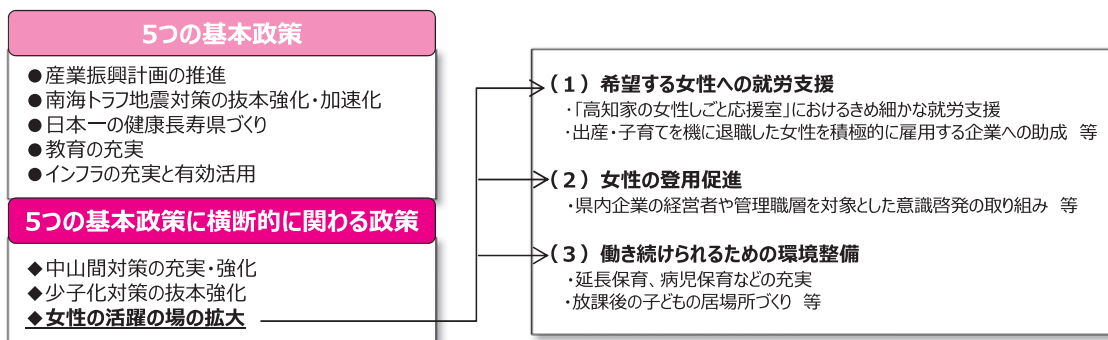 5つの基本政策
●産業振興計画の推進
●南海トラフ地震対策の抜本強化・加速化
●日本一の健康長寿県づくり
●教育の充実
●インフラの充実と有効活用
5つの基本政策に横断的に関わる政策
◆中山間対策の充実・強化
◆少子化対策の抜本強化
◆女性の活躍の場の拡大
(1)希望する女性への就労支援
・「高知家の女性しごと応援室」におけるきめ細かな就労支援
・出産・子育てを機に退職した女性を積極的に雇用する企業への助成 等
(2)女性の登用促進
・県内企業の経営者や管理職層を対象とした意識啓発の取り組み 等
(3)働き続けられるための環境整備
・延長保育、病児保育などの充実
・放課後の子どもの居場所づくり 等